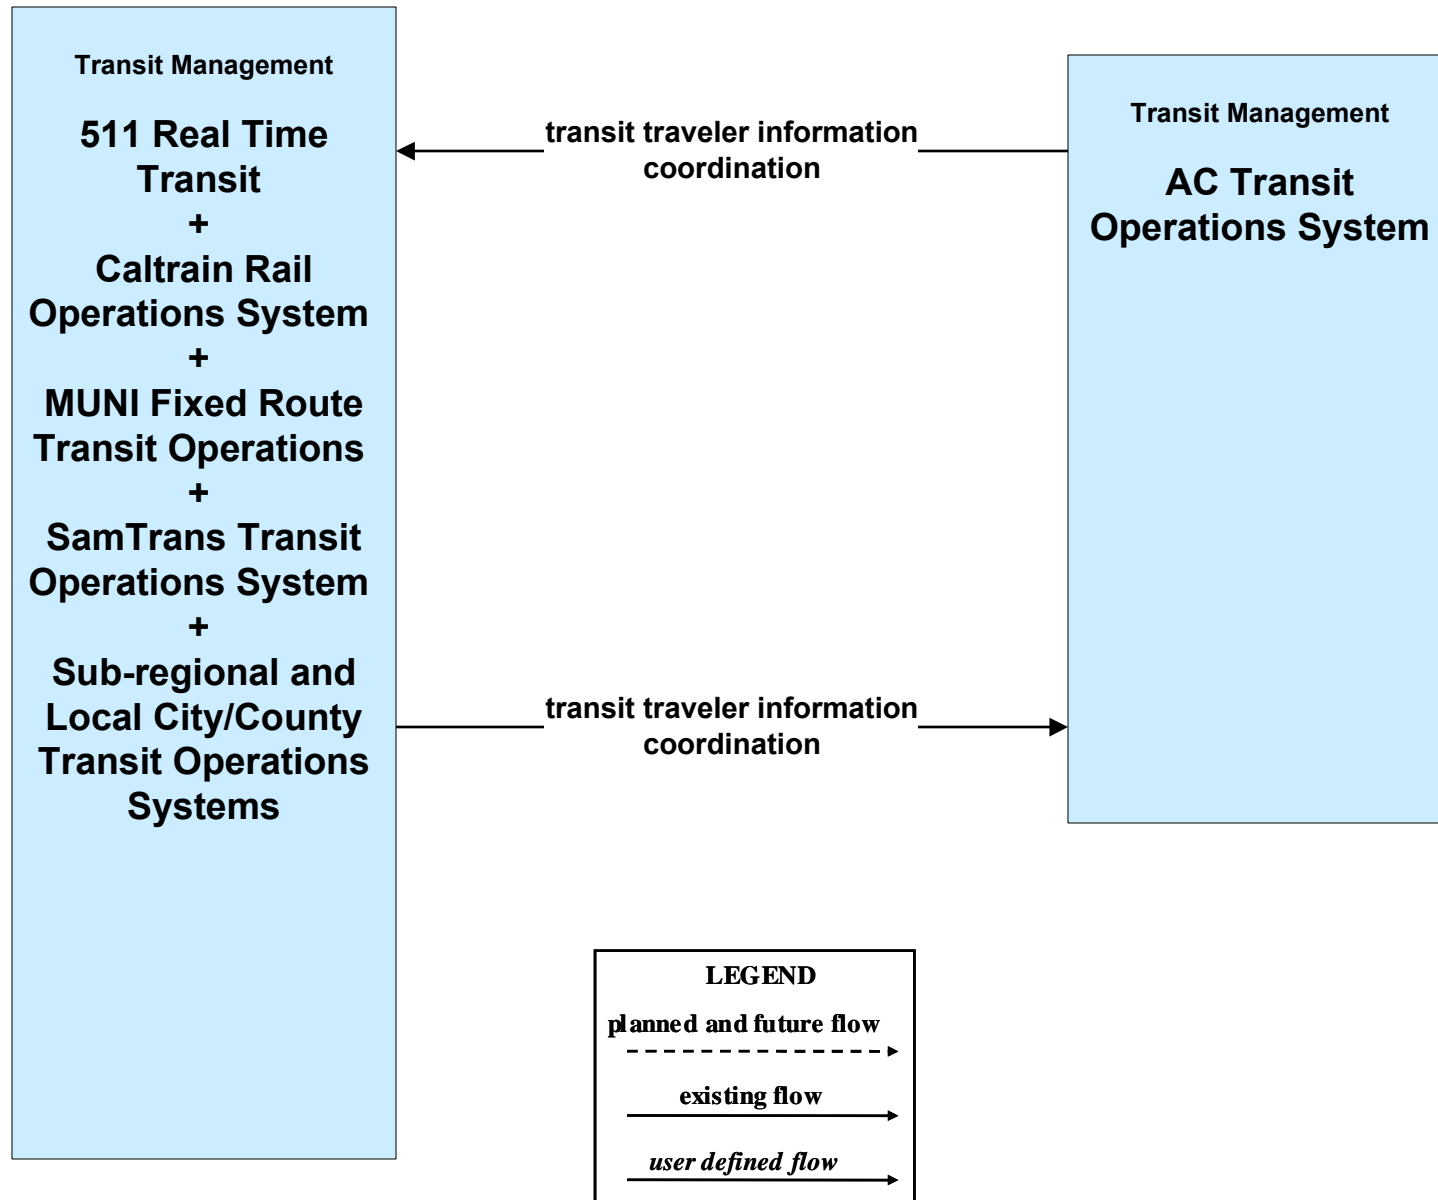 Transit Management
511 Real Time
Transit
+
Caltrain Rail
Operations System
+
MUNI Fixed Route
Transit Operations
+
SamTrans Transit
Operations System
+
Sub-regional and
Local City/County
Transit Operations
Systems
transit traveler information
coordination
transit traveler information
coordination
Transit Management
AC Transit
Operations System
LEGEND
planned and future flow
existing flow
user defined flow